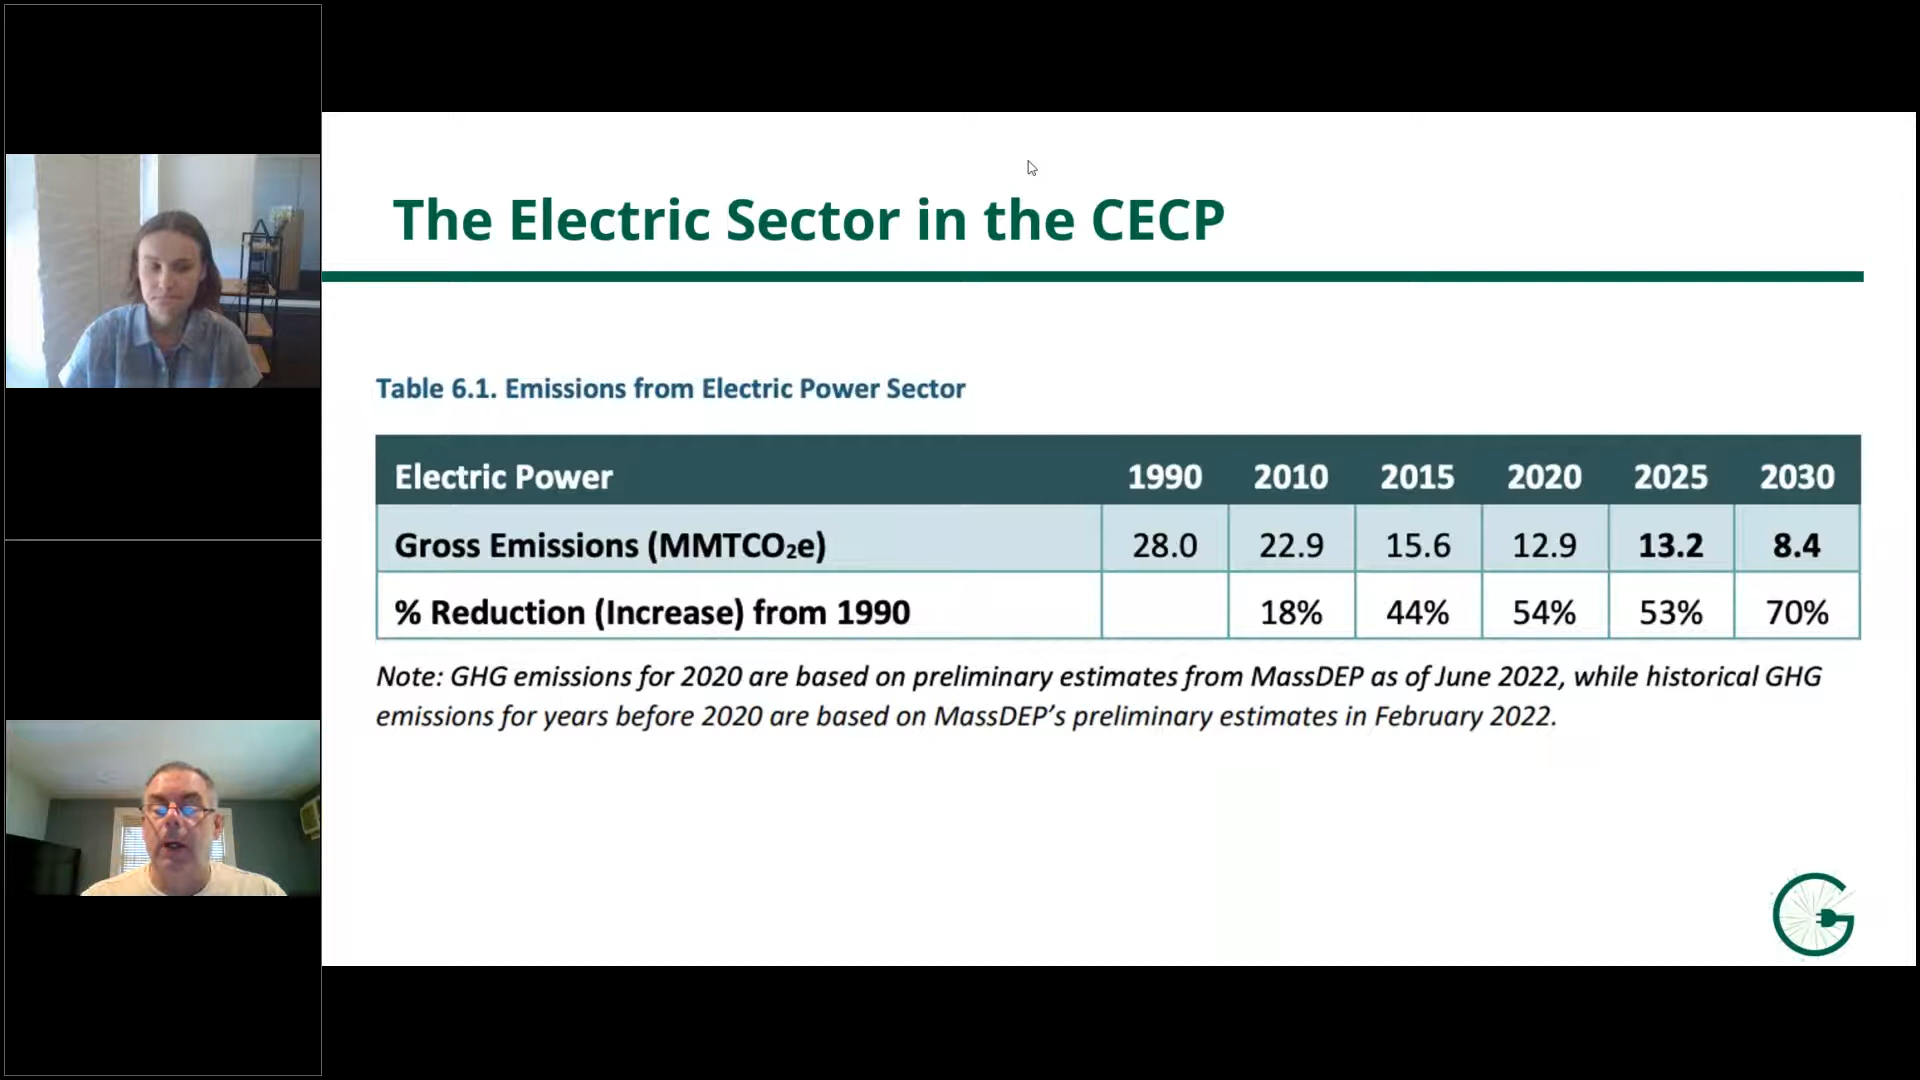 The Electric Sector in the CECP
Table 6.1. Emissions from Electric Power Sector
Electric Power 1990 2010 2015 2020 2025 2030
Gross Emissions (MMTCO₂e) 28.0 22.9 15.6 12.9 13.2 8.4
% Reduction (Increase) from 1990 18% 44% 54% 53% 70%
Note: GHG emissions for 2020 are based on preliminary estimates from MassDEP as of June 2022, while historical GHG
emissions for years before 2020 are based on MassDEP’s preliminary estimates in February 2022.